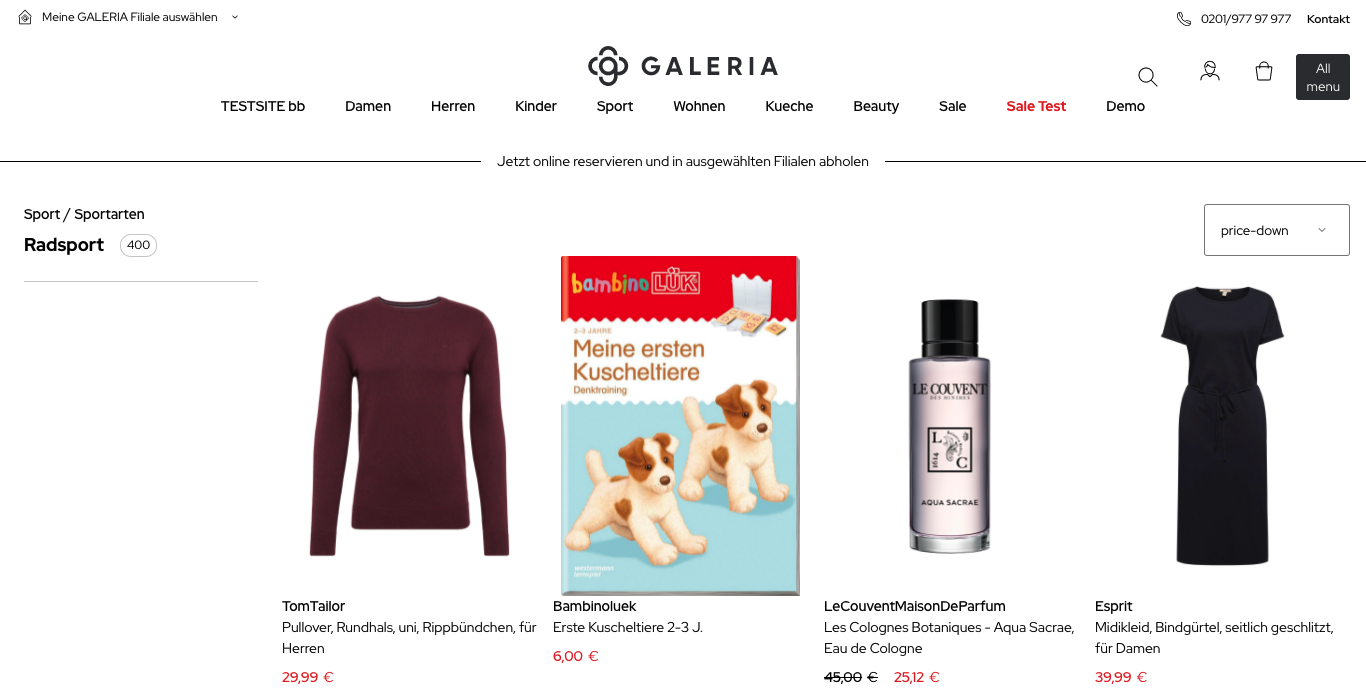 Meine GALERIA Filiale auswählen
0201/977 97 977 Kontakt
GALERIA
All
menu
TESTSITE bb Damen Herren Kinder Sport Wohnen Kueche Beauty Sale Sale Test Demo
Jetzt online reservieren und in ausgewählten Filialen abholen
Sport / Sportarten
Radsport 400
price-down
bambino LÜK
2-3 JAHRE
Meine ersten
Kuscheltiere
Denktraining
westermann
lernspiel
LE COUVENT
DES MINIMES
L
1614 C
AQUA SACRAE
TomTailor
Pullover, Rundhals, uni, Rippbündchen, für
Herren
29,99 €
Bambinoluek
Erste Kuscheltiere 2-3 J.
6,00 €
LeCouventMaisonDeParfum
Les Colognes Botaniques - Aqua Sacrae,
Eau de Cologne
45,00 € 25,12 €
Esprit
Midikleid, Bindgürtel, seitlich geschlitzt,
für Damen
39,99 €